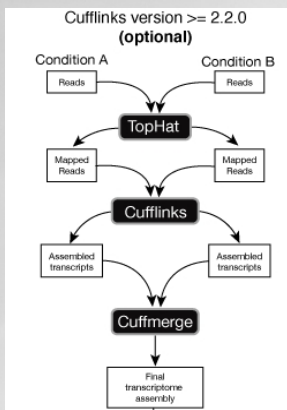 Cufflinks version >= 2.2.0
(optional)
Condition A
Condition B
Reads
Reads
TopHat
Mapped
Reads
Mapped
Reads
Cufflinks
Assembled
transcripts
Assembled
transcripts
Cuffmerge
Final
transcriptome
assembly